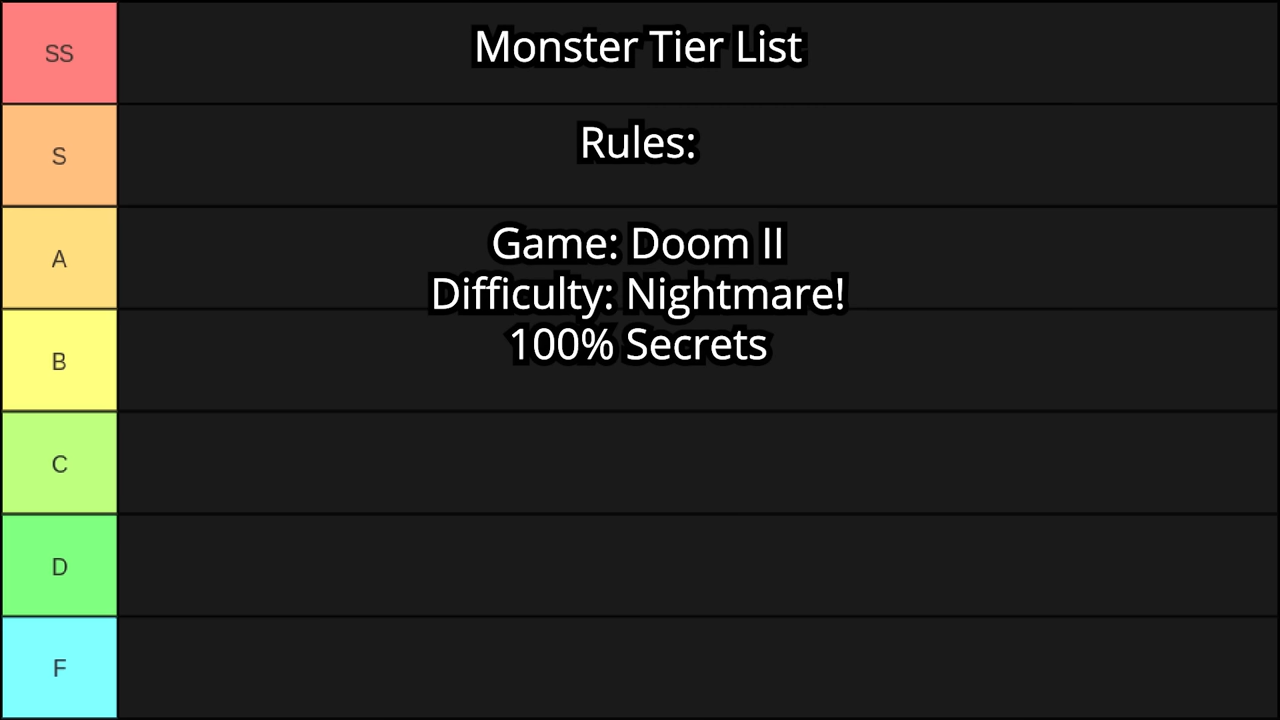 SS
Monster Tier List
S
Rules:
A
Game: Doom II
Difficulty: Nightmare!
B
100% Secrets
C
D
F